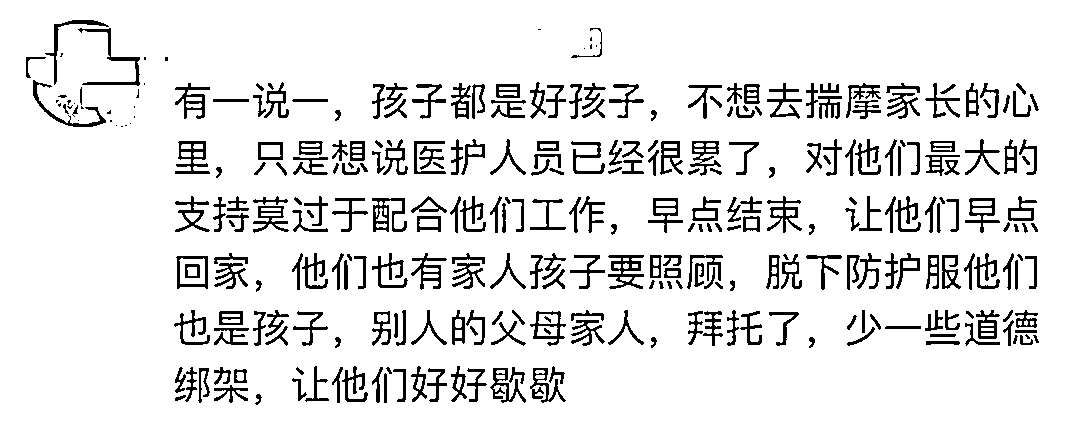 有一说一，孩子都是好孩子，不想去揣摩家长的心
里，只是想说医护人员已经很累了，对他们最大的
支持莫过于配合他们工作，早点结束，让他们早点
回家，他们也有家人孩子要照顾，脱下防护服他们
也是孩子，别人的父母家人，拜托了，少一些道德
绑架，让他们好好歇歇